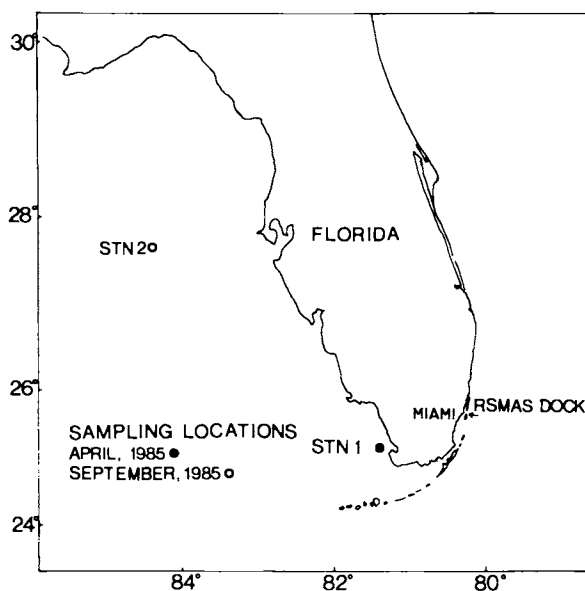 30°
28°
STN 2
FLORIDA
26°
MIAMI
RSMAS DOCK
SAMPLING LOCATIONS
APRIL, 1985
SEPTEMBER, 1985
STN 1
24°
84° 82° 80°